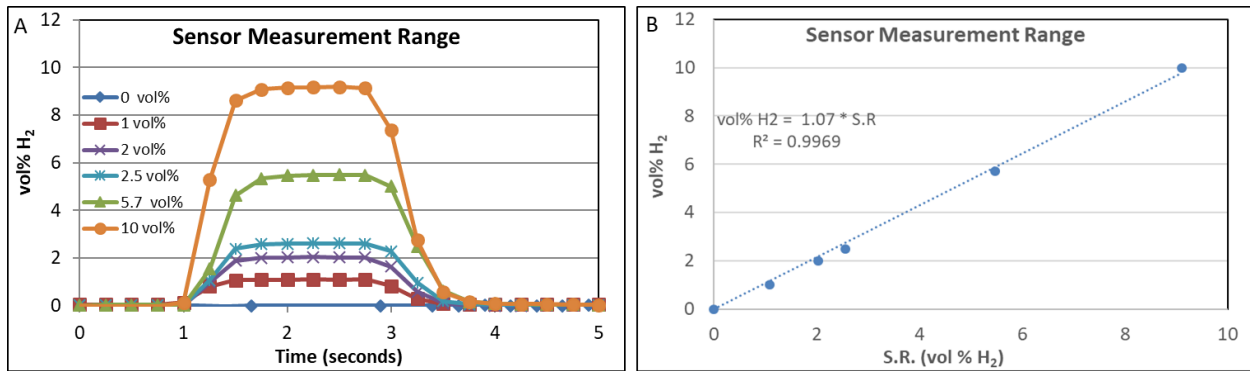 A
Sensor Measurement Range
12
10
8
6
4
2
0
vol% H₂
0 vol%
1 vol%
2 vol%
2.5 vol%
5.7 vol%
10 vol%
0 1 2 3 4 5
Time (seconds)
B
Sensor Measurement Range
12
10
8
6
4
2
0
vol% H₂
vol% H2 = 1.07 * S.R
R² = 0.9969
0 2 4 6 8 10
S.R. (vol % H₂)